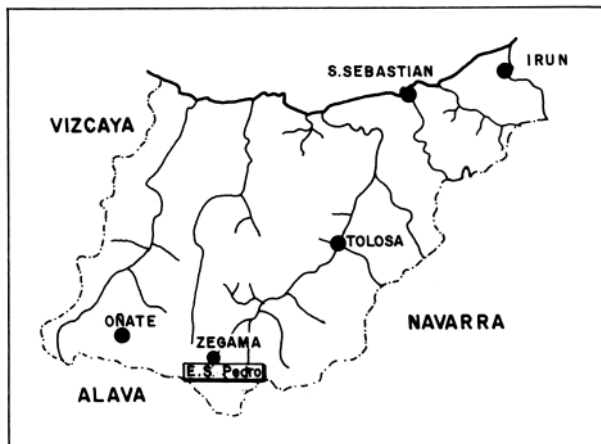 IRUN
S.SEBASTIAN
VIZCAYA
TOLOSA
OÑATE
NAVARRA
ZEGAMA
E.S. Pedro
ALAVA